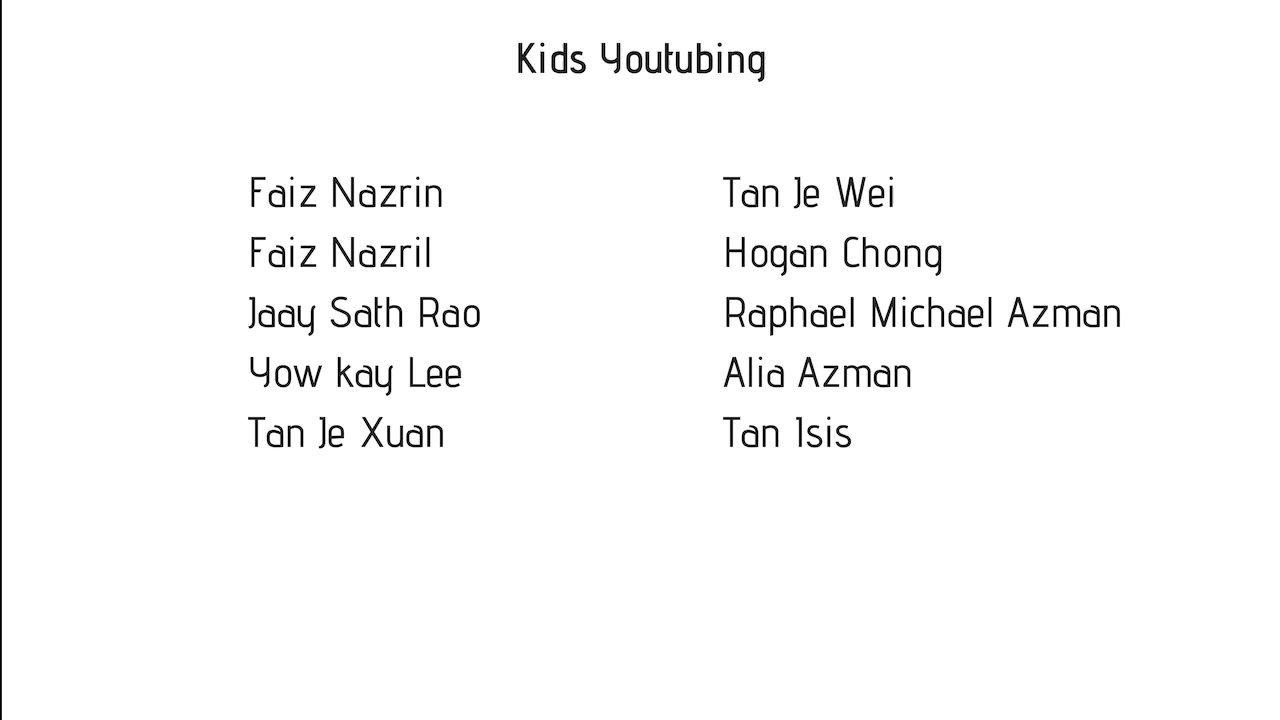 Kids Youtubing
Faiz Nazrin
Faiz Nazril
Jaay Sath Rao
Yow kay Lee
Tan Je Xuan
Tan Je Wei
Hogan Chong
Raphael Michael Azman
Alia Azman
Tan Isis